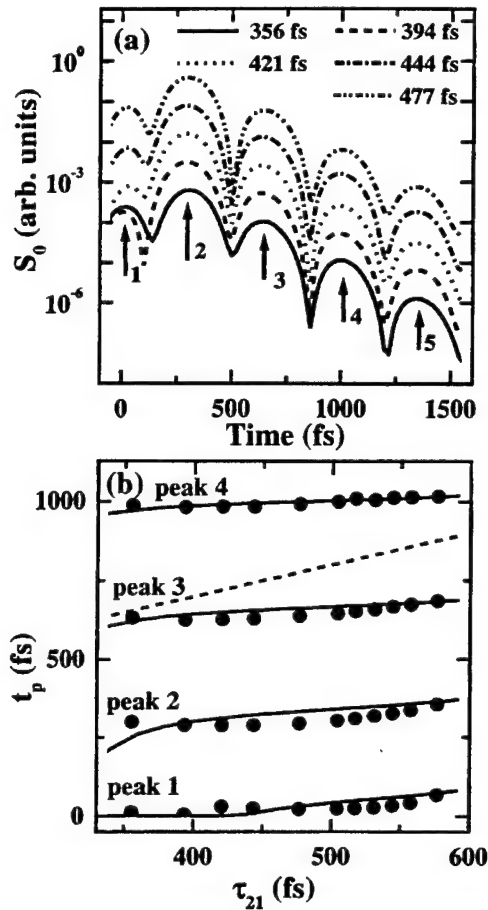 (a)
356 fs
394 fs
421 fs
444 fs
477 fs
S₀ (arb. units)
10⁰
10⁻³
10⁻⁶
1
2
3
4
5
0
500
1000
1500
Time (fs)
(b)
peak 4
peak 3
peak 2
peak 1
tₚ (fs)
1000
500
0
400
500
600
τ₂₁ (fs)